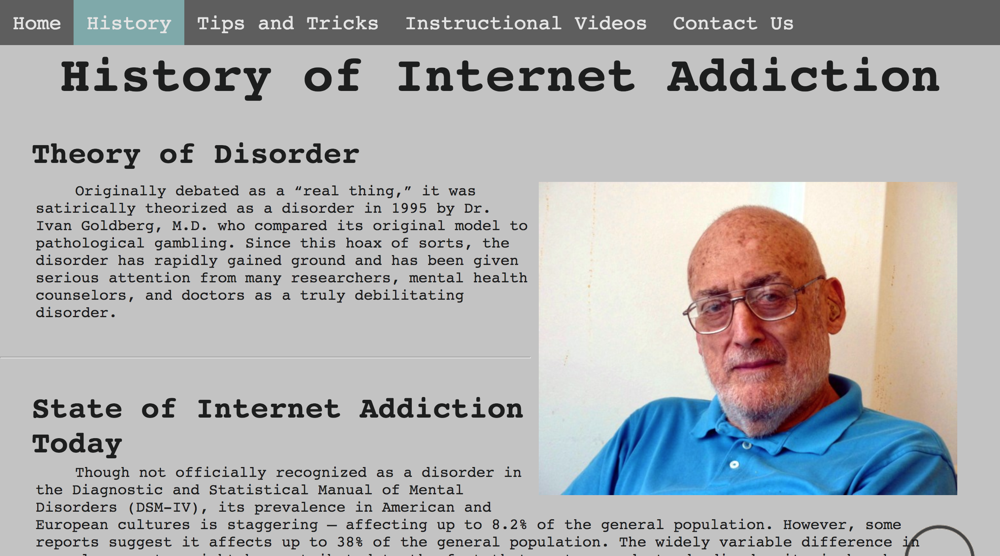 Home History Tips and Tricks Instructional Videos Contact Us
History of Internet Addiction
Theory of Disorder
Originally debated as a “real thing,” it was
satirically theorized as a disorder in 1995 by Dr.
Ivan Goldberg, M.D. who compared its original model to
pathological gambling. Since this hoax of sorts, the
disorder has rapidly gained ground and has been given
serious attention from many researchers, mental health
counselors, and doctors as a truly debilitating
disorder.
State of Internet Addiction
Today
Though not officially recognized as a disorder in
the Diagnostic and Statistical Manual of Mental
Disorders (DSM-IV), its prevalence in American and
European cultures is staggering — affecting up to 8.2% of the general population. However, some
reports suggest it affects up to 38% of the general population. The widely variable difference in